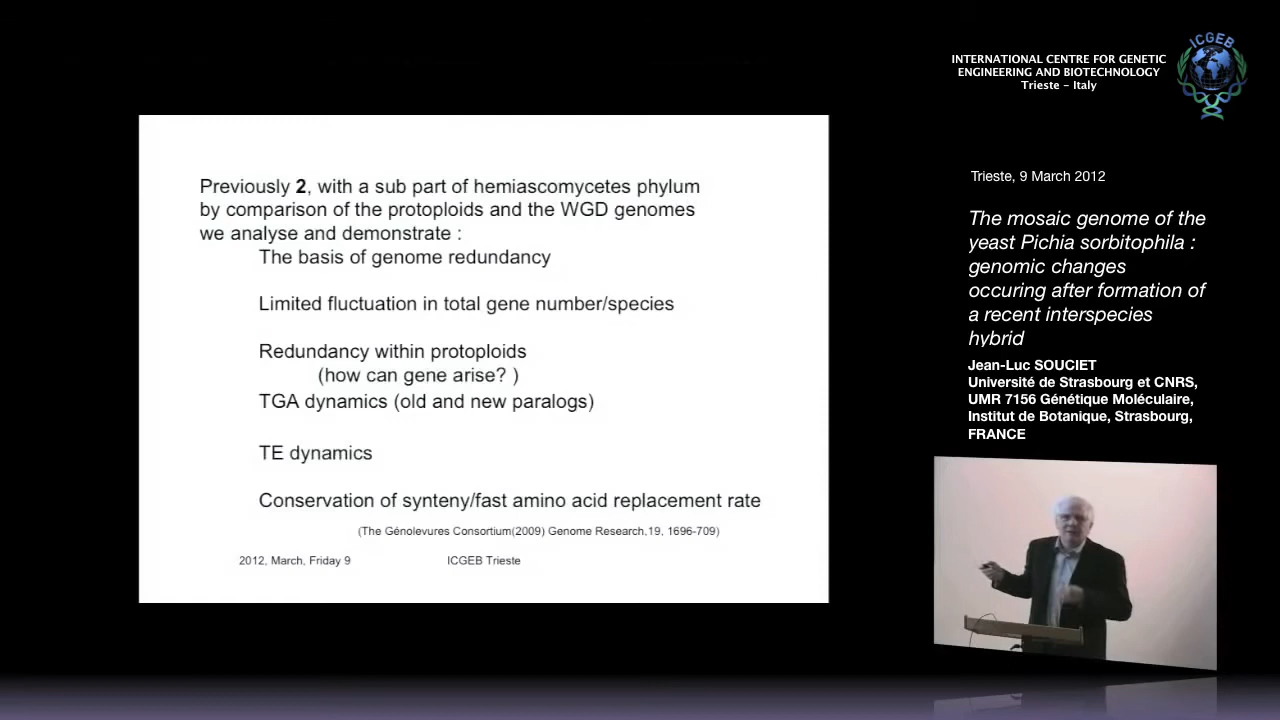 INTERNATIONAL CENTRE FOR GENETIC
ENGINEERING AND BIOTECHNOLOGY
Trieste – Italy
ICGEB
Previously 2, with a sub part of hemiascomycetes phylum
by comparison of the protoploids and the WGD genomes
we analyse and demonstrate :
The basis of genome redundancy
Limited fluctuation in total gene number/species
Redundancy within protoploids
(how can gene arise? )
TGA dynamics (old and new paralogs)
TE dynamics
Conservation of synteny/fast amino acid replacement rate
(The Génolevures Consortium(2009) Genome Research,19, 1696-709)
2012, March, Friday 9
ICGEB Trieste
Trieste, 9 March 2012
The mosaic genome of the
yeast Pichia sorbitophila :
genomic changes
occuring after formation of
a recent interspecies
hybrid
Jean-Luc SOUCIET
Université de Strasbourg et CNRS,
UMR 7156 Génétique Moléculaire,
Institut de Botanique, Strasbourg,
FRANCE